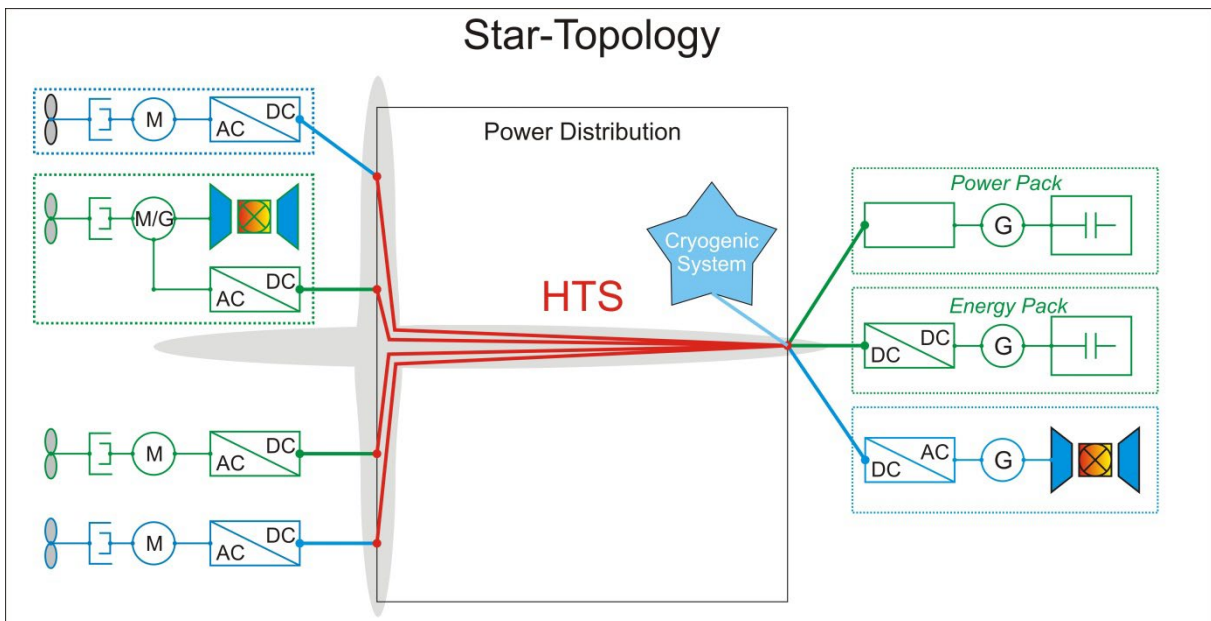 Star-Topology
Power Distribution
M
AC
DC
M/G
AC
DC
M
AC
DC
M
AC
DC
HTS
Cryogenic
System
Power Pack
G
Energy Pack
DC
DC
G
DC
AC
G